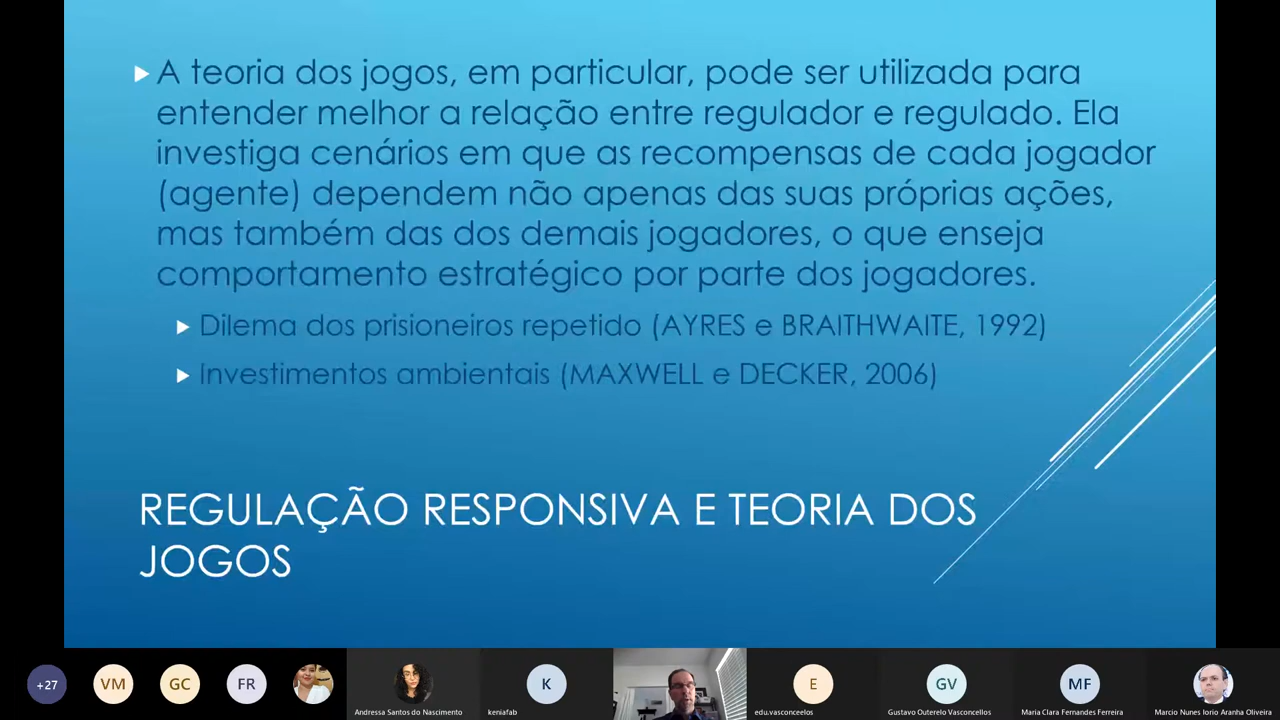 A teoria dos jogos, em particular, pode ser utilizada para
entender melhor a relação entre regulador e regulado. Ela
investiga cenários em que as recompensas de cada jogador
(agente) dependem não apenas das suas próprias ações,
mas também das dos demais jogadores, o que enseja
comportamento estratégico por parte dos jogadores.
Dilema dos prisioneiros repetido (AYRES e BRAITHWAITE, 1992)
Investimentos ambientais (MAXWELL e DECKER, 2006)
REGULAÇÃO RESPONSIVA E TEORIA DOS
JOGOS
+27
VM
GC
FR
Andressa Santos do Nascimento
K
keniafab
E
edu.vasconceelos
GV
Gustavo Outerelo Vasconcellos
MF
Maria Clara Fernandes Ferreira
Marcio Nunes Iorio Aranha Oliveira